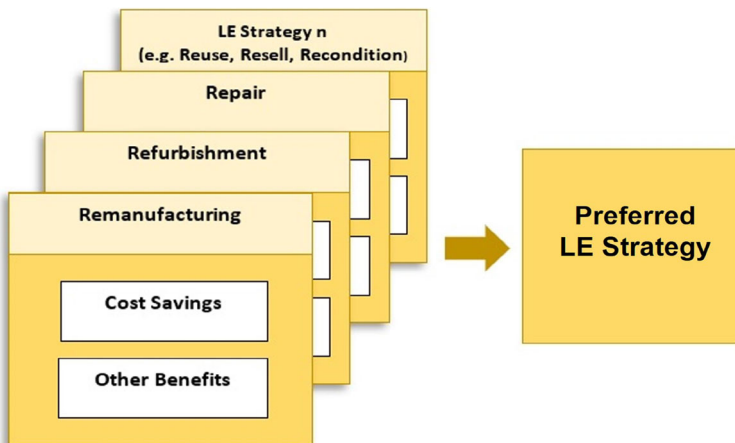 LE Strategy n
(e.g. Reuse, Resell, Recondition)
Repair
Refurbishment
Remanufacturing
Cost Savings
Other Benefits
Preferred
LE Strategy